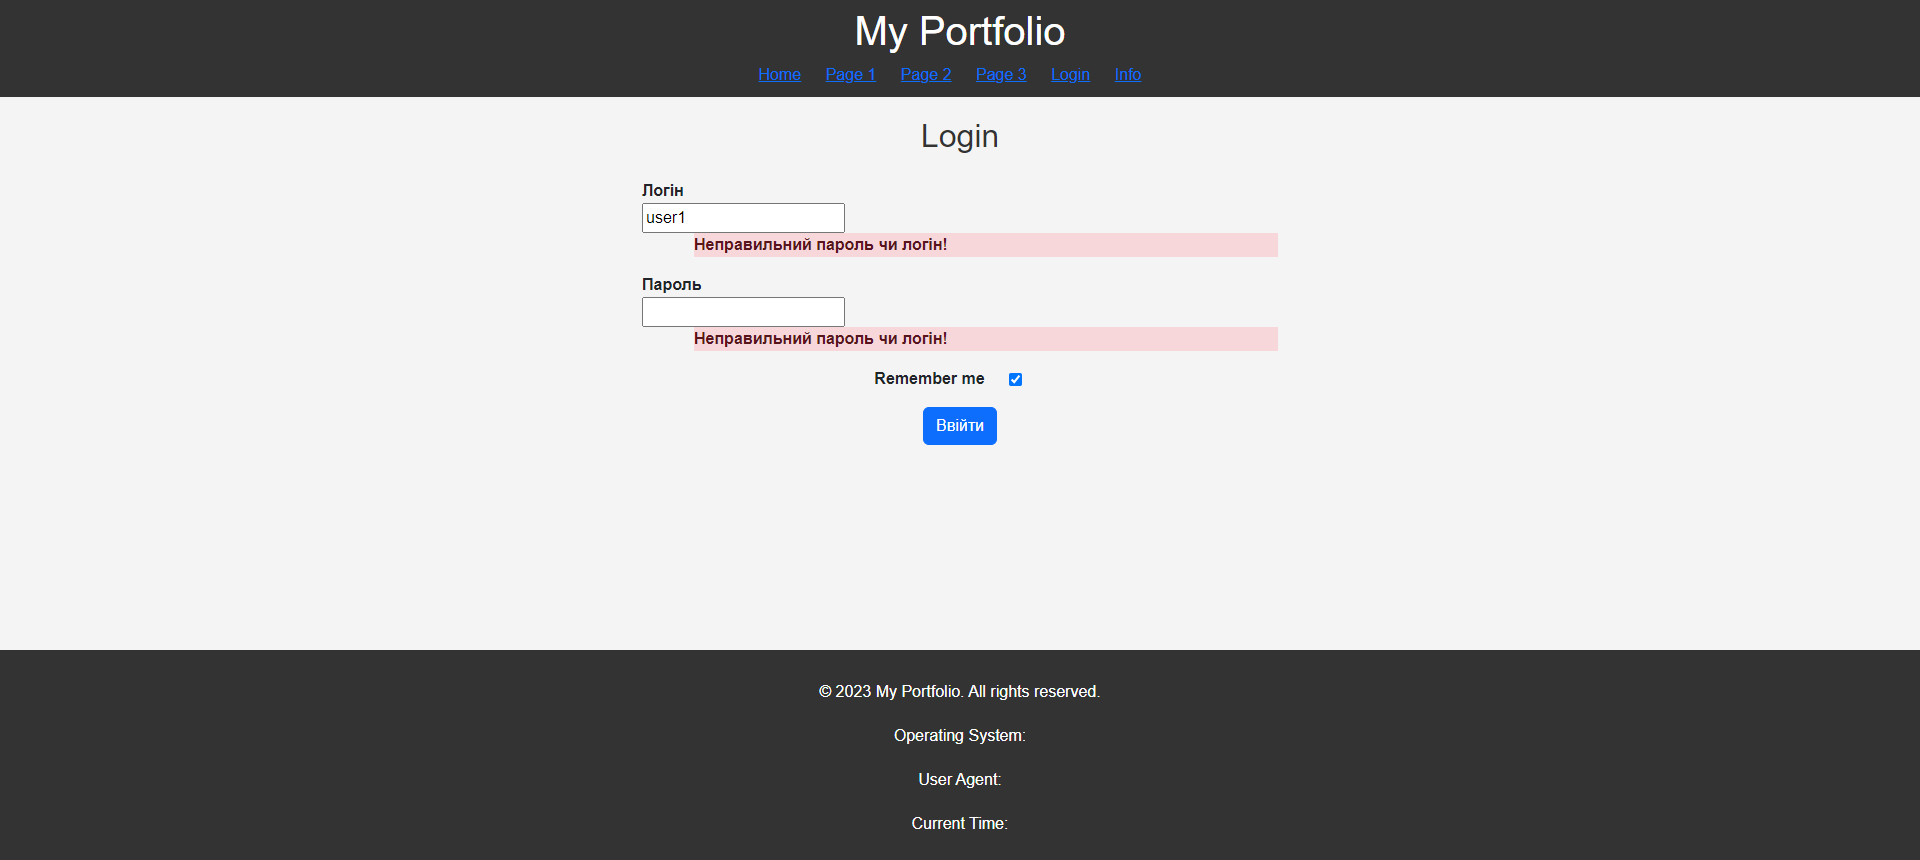 My Portfolio
Home Page 1 Page 2 Page 3 Login Info
Login
Логін
user1
Неправильний пароль чи логін!
Пароль
Неправильний пароль чи логін!
Remember me
Ввійти
© 2023 My Portfolio. All rights reserved.
Operating System:
User Agent:
Current Time: